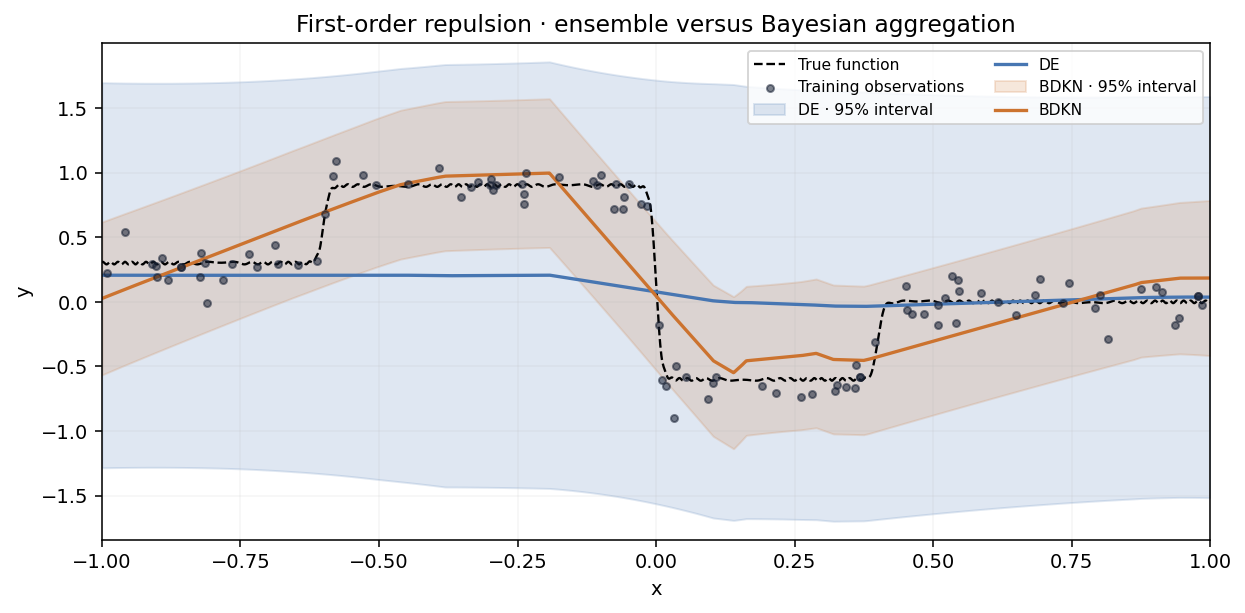 First-order repulsion · ensemble versus Bayesian aggregation
True function
Training observations
DE · 95% interval
DE
BDKN · 95% interval
BDKN
y
1.5
1.0
0.5
0.0
−0.5
−1.0
−1.5
−1.00 −0.75 −0.50 −0.25 0.00 0.25 0.50 0.75 1.00
x